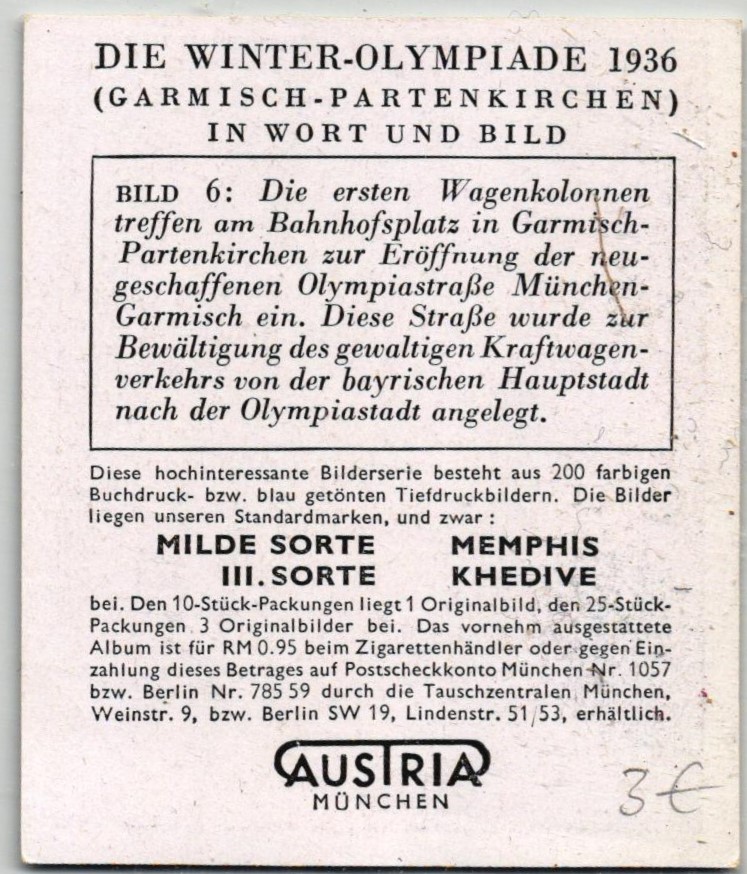 DIE WINTER-OLYMPIADE 1936
(GARMISCH-PARTENKIRCHEN)
IN WORT UND BILD
BILD 6: Die ersten Wagenkolonnen
treffen am Bahnhofsplatz in Garmisch-
Partenkirchen zur Eröffnung der neu-
geschaffenen Olympiastraße München-
Garmisch ein. Diese Straße wurde zur
Bewältigung des gewaltigen Kraftwagen-
verkehrs von der bayrischen Hauptstadt
nach der Olympiastadt angelegt.
Diese hochinteressante Bilderserie besteht aus 200 farbigen
Buchdruck- bzw. blau getönten Tiefdruckbildern. Die Bilder
liegen unseren Standardmarken, und zwar:
MILDE SORTE MEMPHIS
III. SORTE KHEDIVE
bei. Den 10-Stück-Packungen liegt 1 Originalbild, den 25-Stück-
Packungen 3 Originalbilder bei. Das vornehm ausgestattete
Album ist für RM 0.95 beim Zigarettenhändler oder gegen Ein-
zahlung dieses Betrages auf Postscheckkonto München Nr. 1057
bzw. Berlin Nr. 785 59 durch die Tauschzentralen München,
Weinstr. 9, bzw. Berlin SW 19, Lindenstr. 51/53, erhältlich.
AUSTRIA
MÜNCHEN
3 €